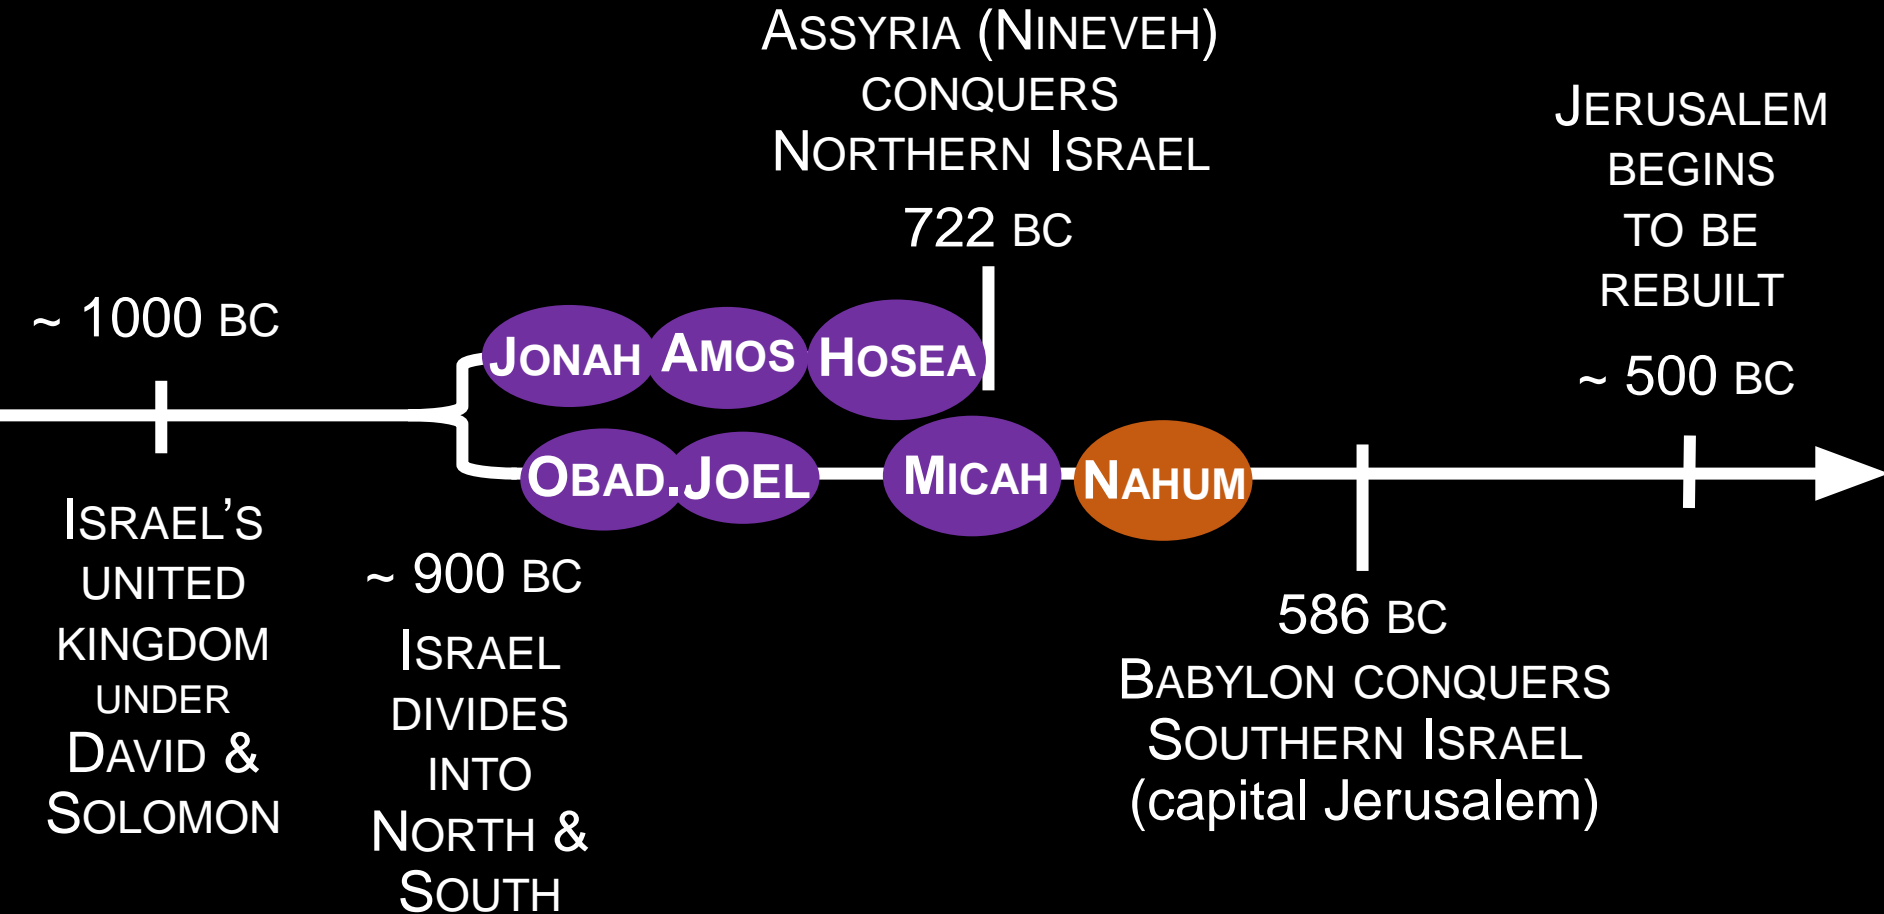 ASSYRIA (NINEVEH)
CONQUERS
NORTHERN ISRAEL
722 BC
JERUSALEM
BEGINS
TO BE
REBUILT
~ 500 BC
~ 1000 BC
ISRAEL’S
UNITED
KINGDOM
UNDER
DAVID &
SOLOMON
JONAH AMOS HOSEA
OBAD. JOEL MICAH NAHUM
~ 900 BC
ISRAEL
DIVIDES
INTO
NORTH &
SOUTH
586 BC
BABYLON CONQUERS
SOUTHERN ISRAEL
(capital Jerusalem)